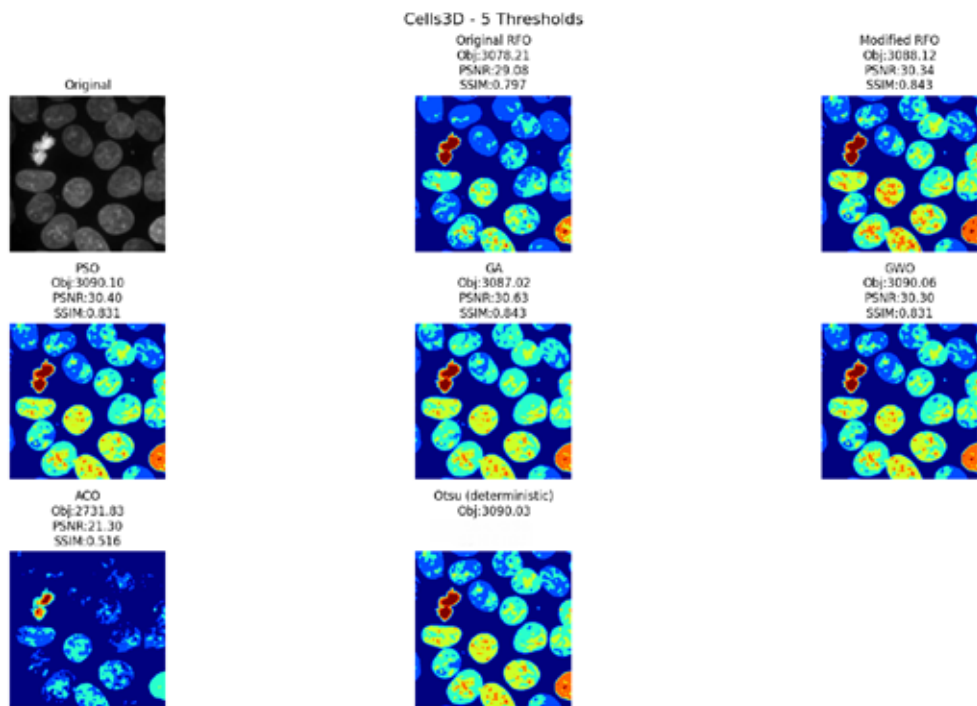 Cells3D - 5 Thresholds
Original
Original RFO
Obj:3078.21
PSNR:29.08
SSIM:0.797
Modified RFO
Obj:3088.12
PSNR:30.34
SSIM:0.843
PSO
Obj:3090.10
PSNR:30.40
SSIM:0.831
GA
Obj:3087.02
PSNR:30.63
SSIM:0.843
GWO
Obj:3090.06
PSNR:30.30
SSIM:0.831
ACO
Obj:2731.83
PSNR:21.30
SSIM:0.516
Otsu (deterministic)
Obj:3090.03